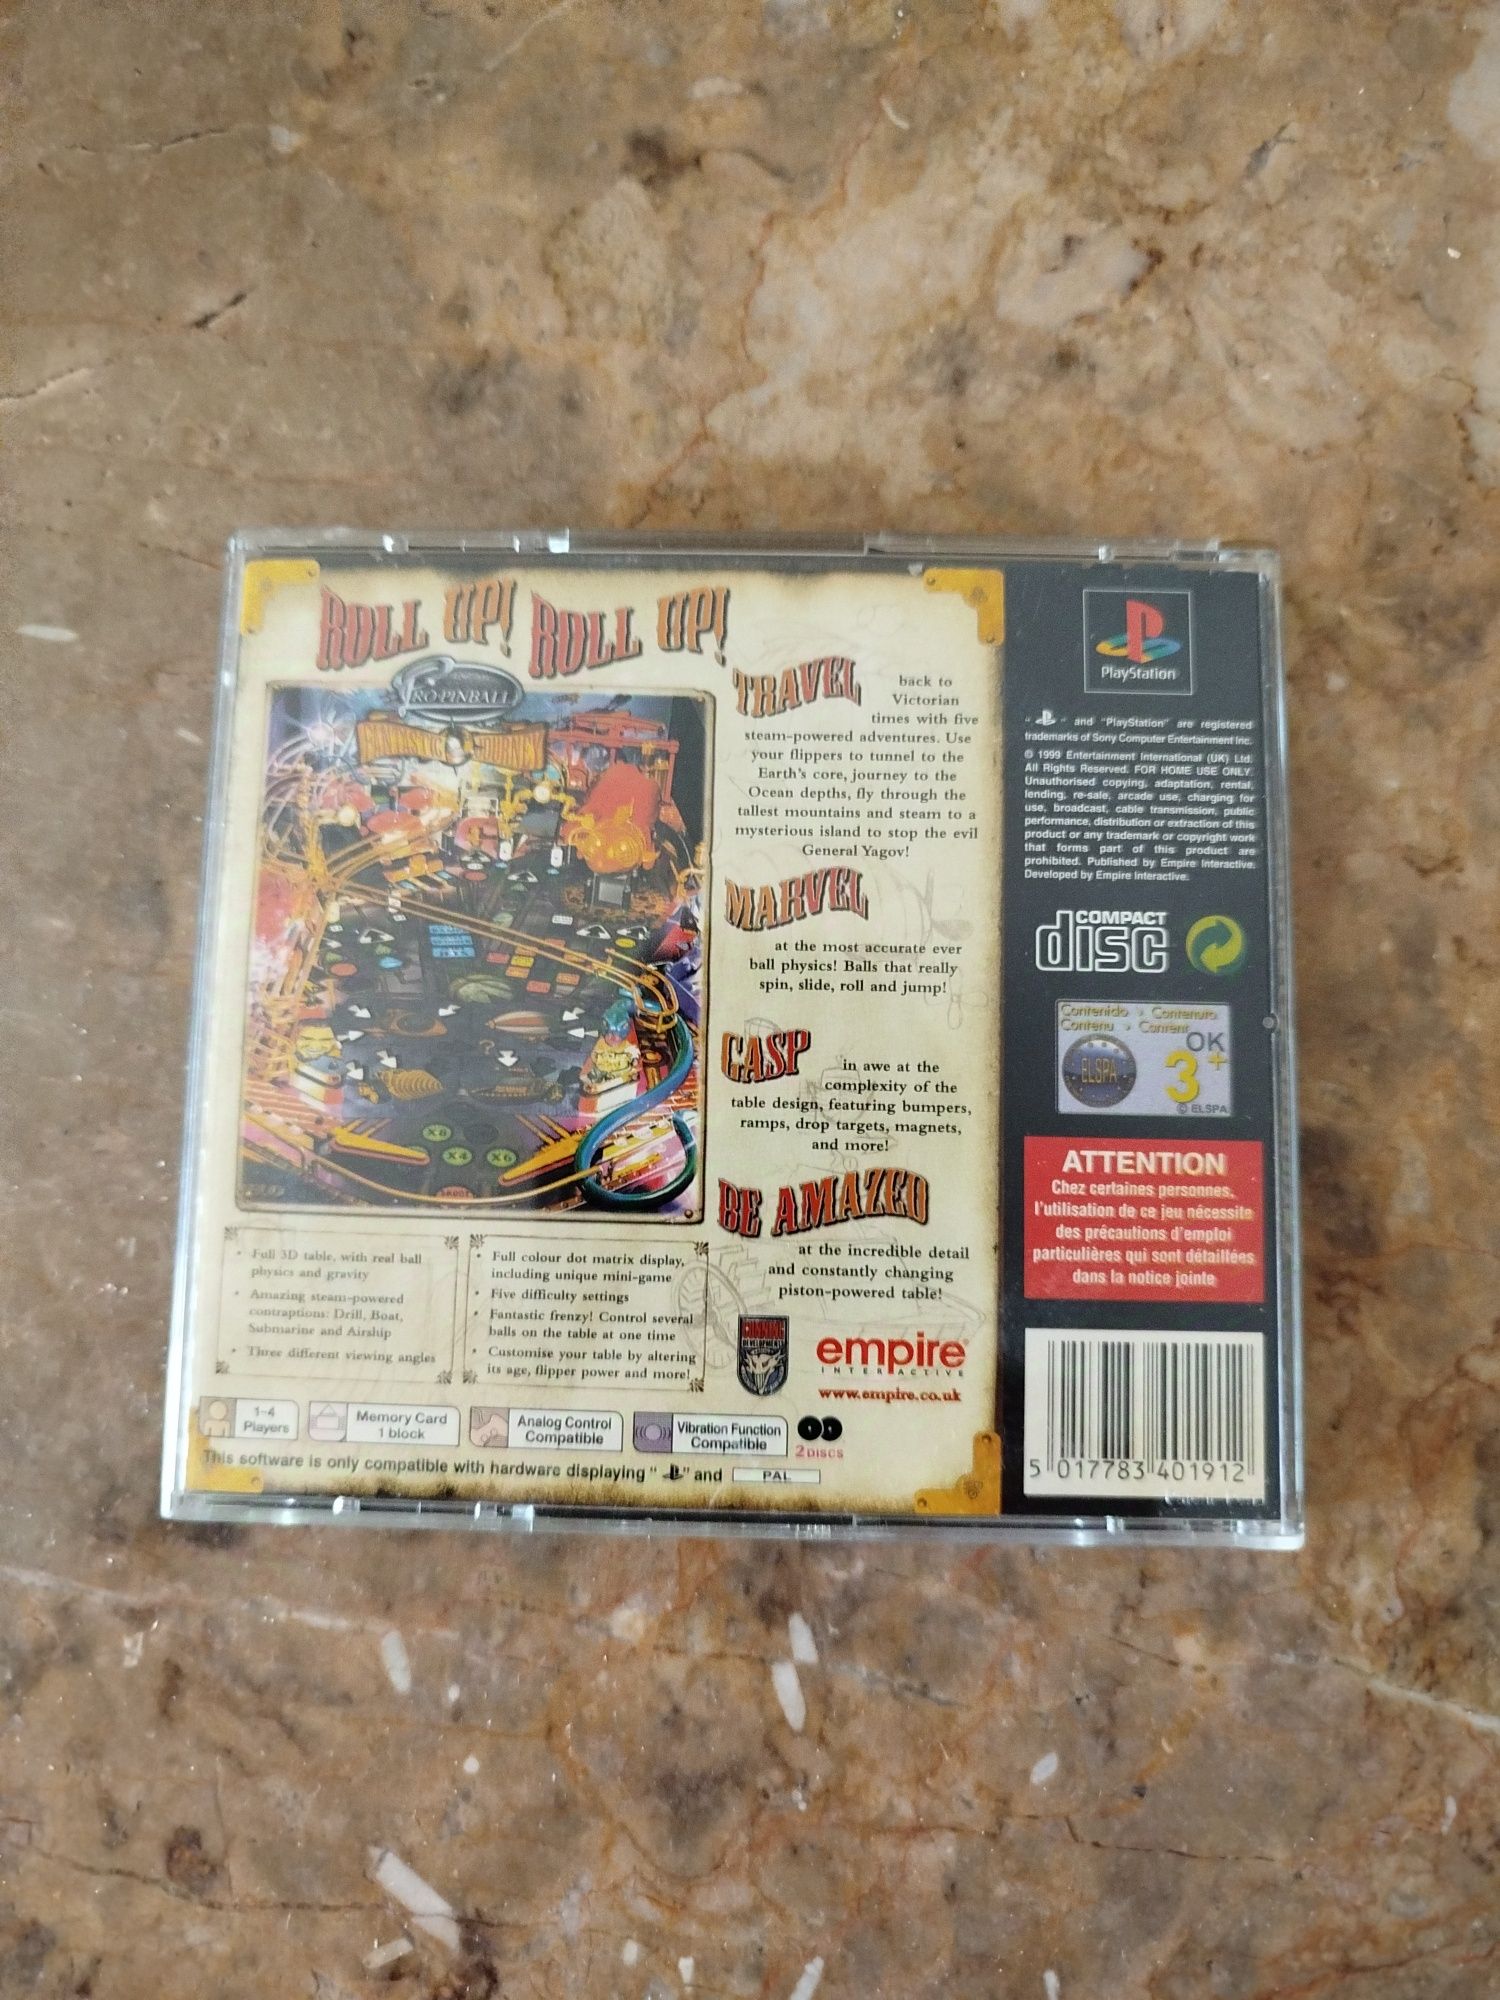 ROLL UP! ROLL UP!
PRO-PINBALL
FANTASTIC JOURNEY
TRAVEL back to
Victorian
times with five
steam-powered adventures. Use
your flippers to tunnel to the
Earth's core, journey to the
Ocean depths, fly through the
tallest mountains and steam to a
mysterious island to stop the evil
General Yagov!
MARVEL
at the most accurate ever
ball physics! Balls that really
spin, slide, roll and jump!
GASP in awe at the
complexity of the
table design, featuring bumpers,
ramps, drop targets, magnets,
and more!
BE AMAZED
at the incredible detail
and constantly changing
piston-powered table!
X8
X4 X6
• Full 3D table, with real ball
physics and gravity
• Amazing steam-powered
contraptions: Drill, Boat,
Submarine and Airship
• Three different viewing angles
• Full colour dot matrix display,
including unique mini-game
• Five difficulty settings
• Fantastic frenzy! Control several
balls on the table at one time
• Customise your table by altering
its age, flipper power and more!
CUNNING
DEVELOPMENTS
empire
INTERACTIVE
www.empire.co.uk
1-4
Players
Memory Card
1 block
Analog Control
Compatible
Vibration Function
Compatible
2 DISCS
This software is only compatible with hardware displaying " " and PAL
PlayStation
" " and "PlayStation" are registered
trademarks of Sony Computer Entertainment Inc.
© 1999 Entertainment International (UK) Ltd.
All Rights Reserved. FOR HOME USE ONLY.
Unauthorised copying, adaptation, rental,
lending, re-sale, arcade use, charging for
use, broadcast, cable transmission, public
performance, distribution or extraction of this
product or any trademark or copyright work
that forms part of this product are
prohibited. Published by Empire Interactive.
Developed by Empire Interactive.
COMPACT
disc
Contenido > Contenuto
Contenu > Content
OK
ELSPA
3+
© ELSPA
ATTENTION
Chez certaines personnes,
l'utilisation de ce jeu nécessite
des précautions d'emploi
particulières qui sont détaillées
dans la notice jointe
5 017783 401912